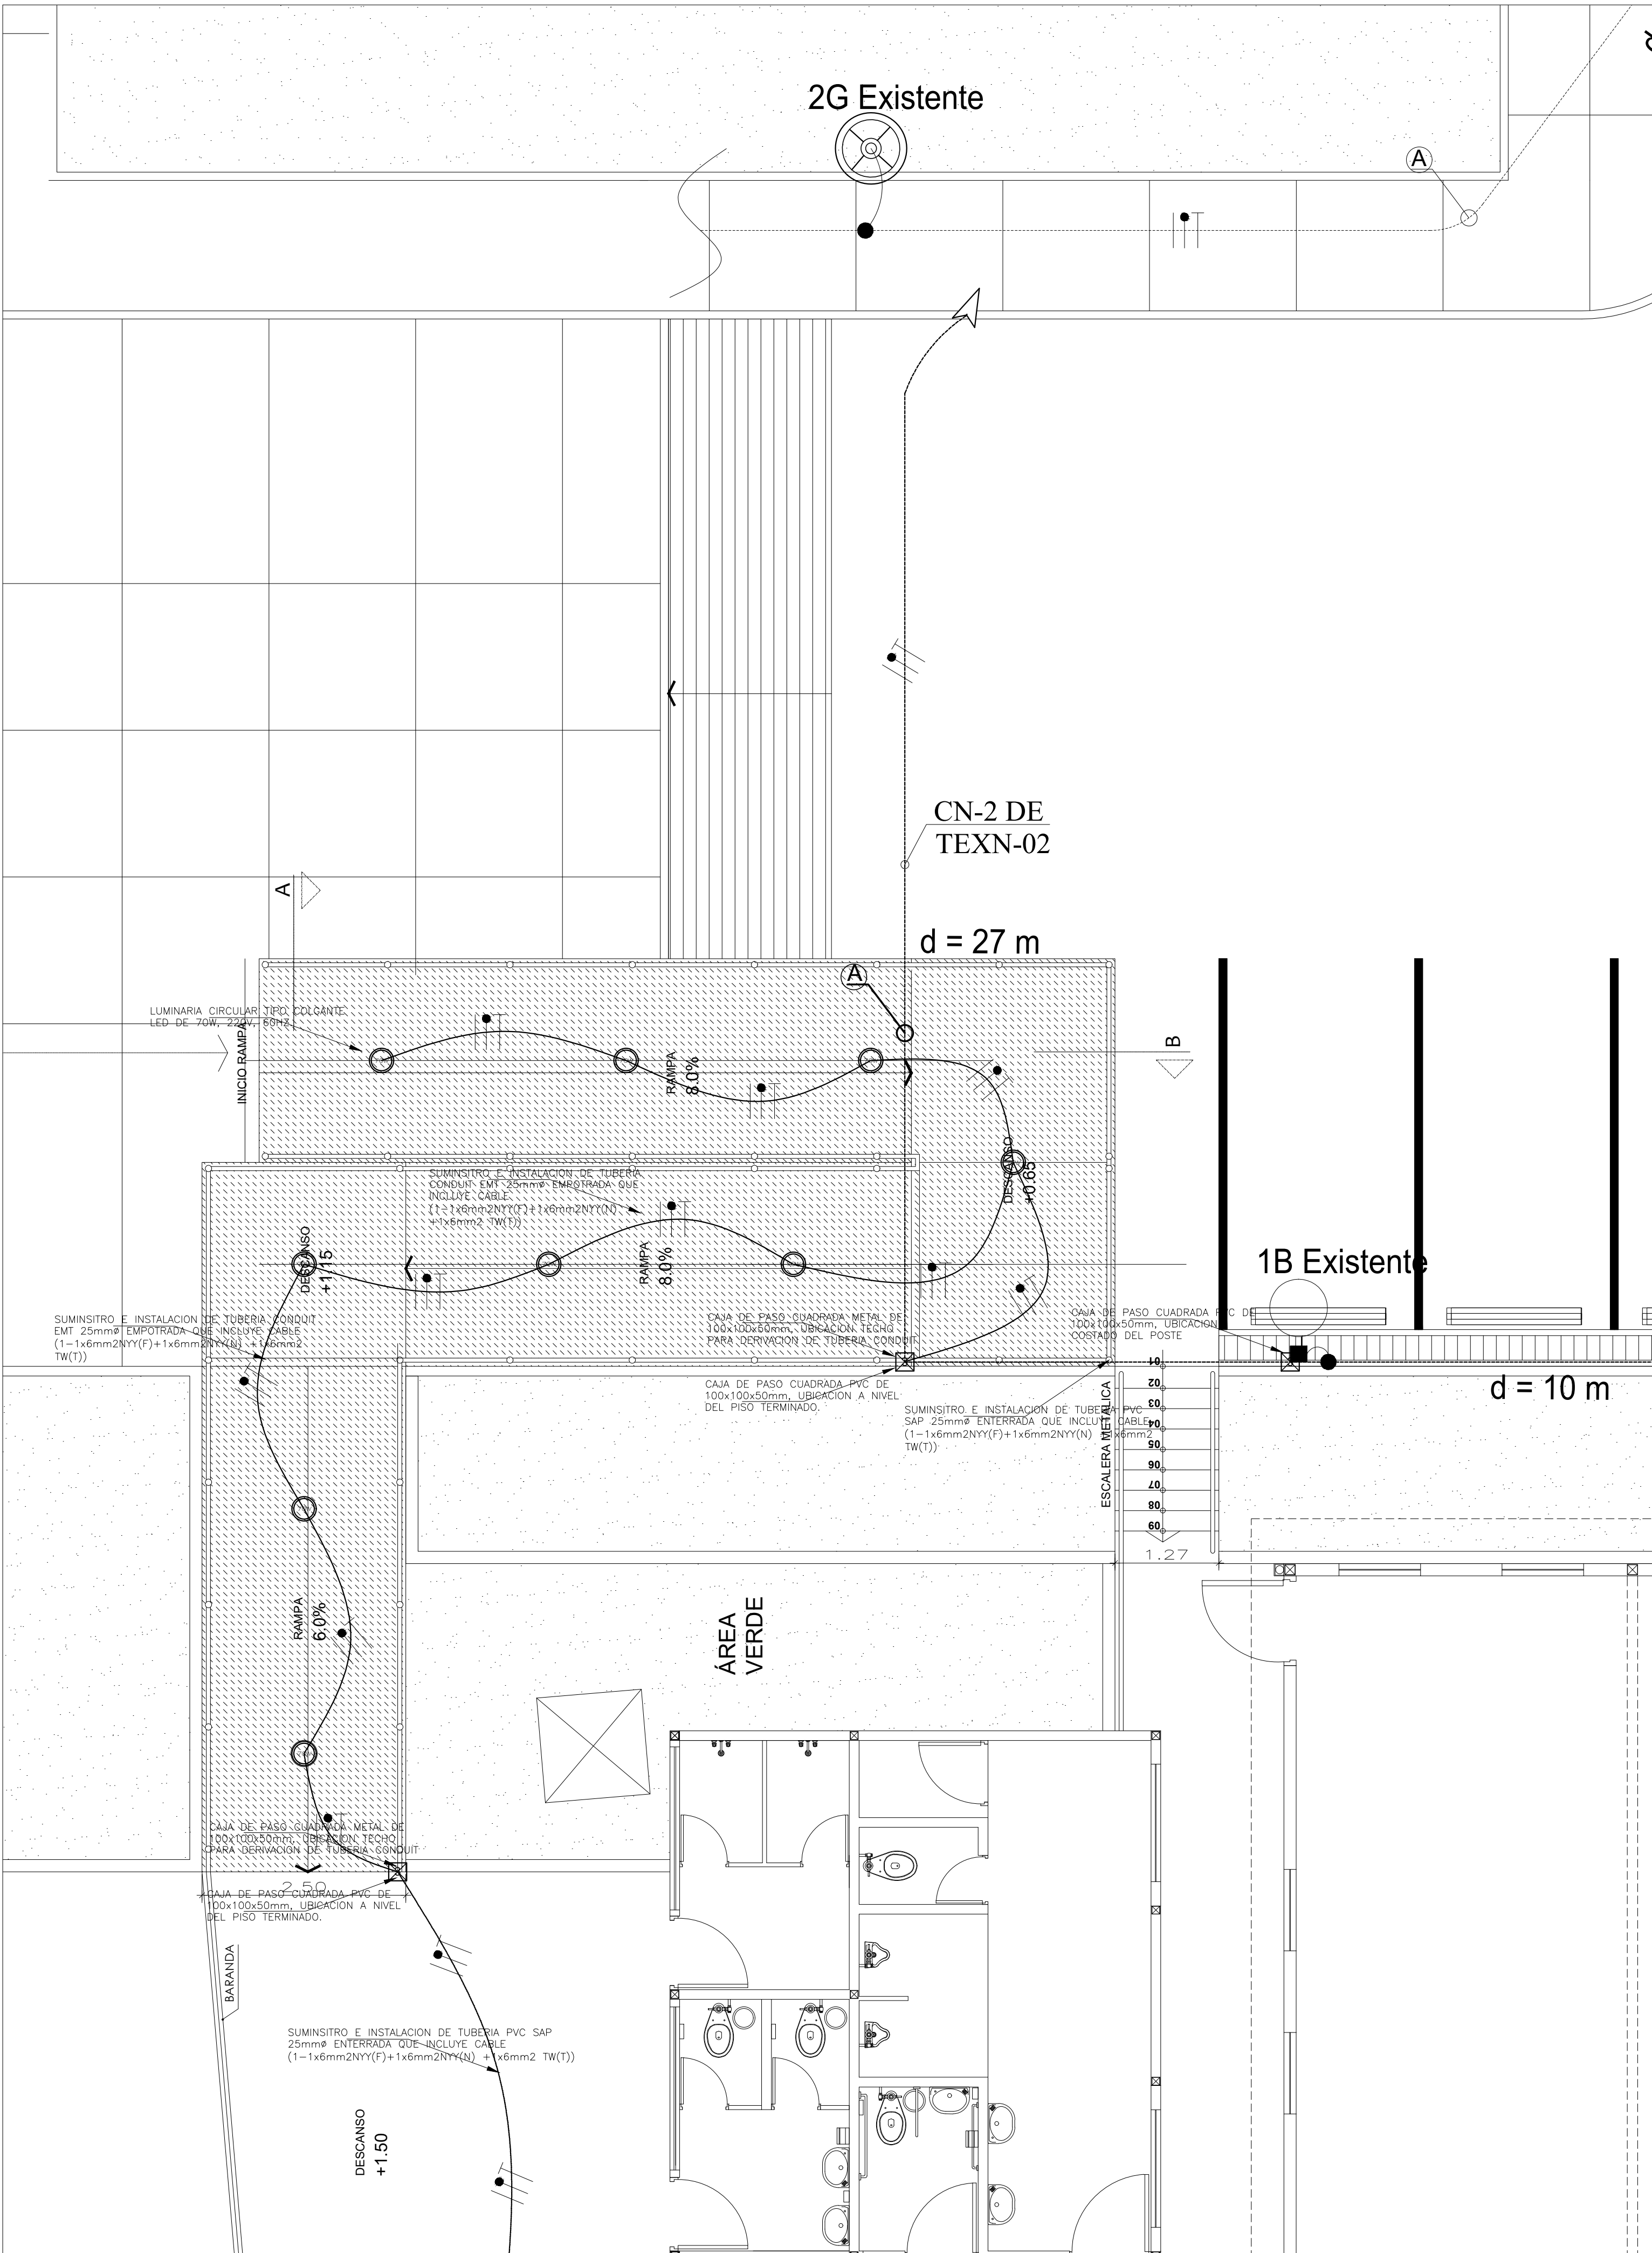 2G Existente
A
CN-2 DE
TEXN-02
A
d = 27 m
A
B
LUMINARIA CIRCULAR TIPO COLGANTE
LED DE 70W, 220V, 60HZ
INICIO RAMPA
RAMPA
8.0%
DESCANSO
+0.65
SUMINSITRO E INSTALACION DE TUBERIA
CONDUIT EMT 25mmø EMPOTRADA QUE
INCLUYE CABLE
(1-1x6mm2NYY(F)+1x6mm2NYY(N)
+1x6mm2 TW(T))
DESCANSO
+1.15
RAMPA
8.0%
1B Existente
SUMINSITRO E INSTALACION DE TUBERIA CONDUIT
EMT 25mmø EMPOTRADA QUE INCLUYE CABLE
(1-1x6mm2NYY(F)+1x6mm2NYY(N) +1x6mm2
TW(T))
CAJA DE PASO CUADRADA METAL DE
100x100x50mm, UBICACION TECHO
PARA DERIVACION DE TUBERIA CONDUIT
CAJA DE PASO CUADRADA PVC DE
100x100x50mm, UBICACION
COSTADO DEL POSTE
d = 10 m
CAJA DE PASO CUADRADA PVC DE
100x100x50mm, UBICACION A NIVEL
DEL PISO TERMINADO.
SUMINSITRO E INSTALACION DE TUBERIA PVC
SAP 25mmø ENTERRADA QUE INCLUYE CABLE
(1-1x6mm2NYY(F)+1x6mm2NYY(N) +1x6mm2
TW(T))
ESCALERA METALICA
01
02
03
04
05
06
07
08
09
1.27
RAMPA
6.0%
ÁREA
VERDE
CAJA DE PASO CUADRADA METAL DE
100x100x50mm, UBICACION TECHO
PARA DERIVACION DE TUBERIA CONDUIT
2.50
CAJA DE PASO CUADRADA PVC DE
100x100x50mm, UBICACION A NIVEL
DEL PISO TERMINADO.
BARANDA
SUMINSITRO E INSTALACION DE TUBERIA PVC SAP
25mmø ENTERRADA QUE INCLUYE CABLE
(1-1x6mm2NYY(F)+1x6mm2NYY(N) +1x6mm2 TW(T))
DESCANSO
+1.50